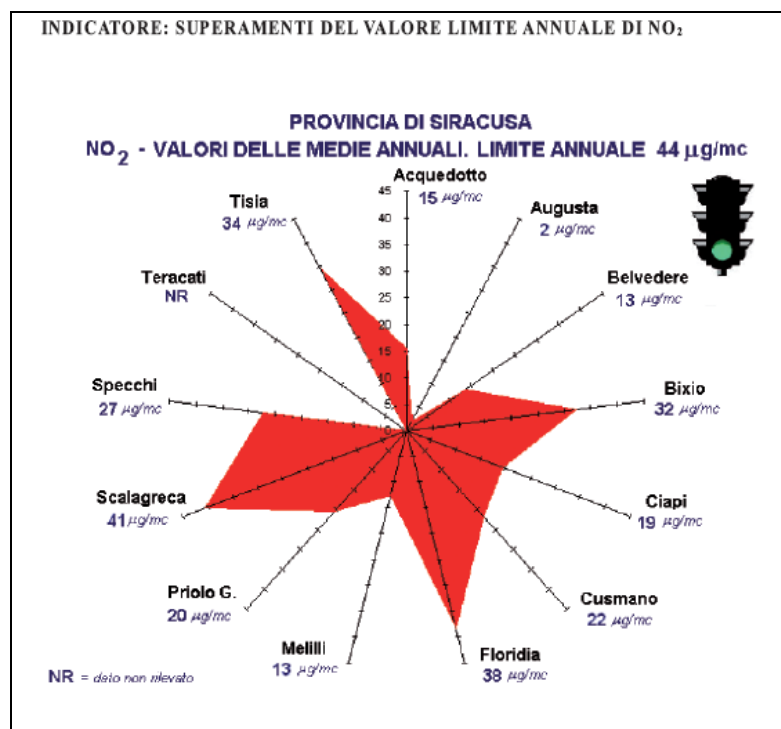 INDICATORE: SUPERAMENTI DEL VALORE LIMITE ANNUALE DI NO₂
PROVINCIA DI SIRACUSA
NO₂ - VALORI DELLE MEDIE ANNUALI. LIMITE ANNUALE 44 µg/mc
Acquedotto
15 µg/mc
Augusta
2 µg/mc
Belvedere
13 µg/mc
Bixio
32 µg/mc
Ciapi
19 µg/mc
Cusmano
22 µg/mc
Floridia
38 µg/mc
Melilli
13 µg/mc
Priolo G.
20 µg/mc
Scalagreca
41 µg/mc
Specchi
27 µg/mc
Teracati
NR
Tisia
34 µg/mc
45
40
35
30
25
20
15
10
5
0
NR = dato non rilevato